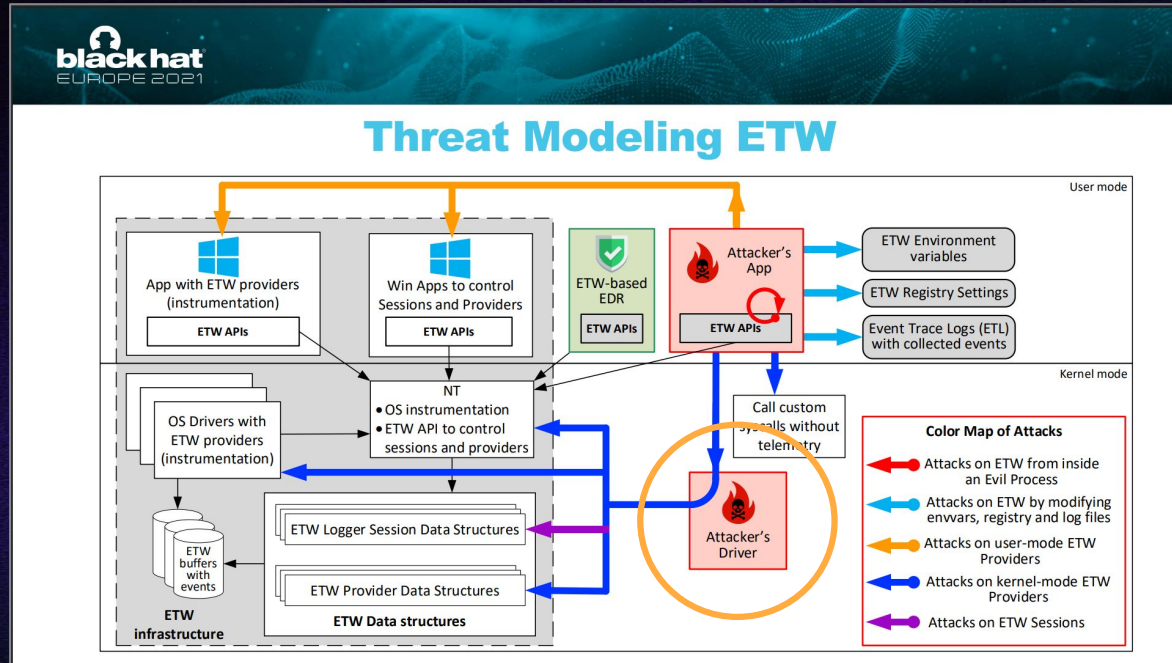 black hat
EUROPE 2021
Threat Modeling ETW
User mode
App with ETW providers
(instrumentation)
ETW APIs
Win Apps to control
Sessions and Providers
ETW APIs
ETW-based
EDR
ETW APIs
Attacker's
App
ETW APIs
ETW Environment
variables
ETW Registry Settings
Event Trace Logs (ETL)
with collected events
Kernel mode
OS Drivers with
ETW providers
(instrumentation)
NT
• OS instrumentation
• ETW API to control
sessions and providers
Call custom
syscalls without
telemetry
Attacker's
Driver
ETW Logger Session Data Structures
ETW Provider Data Structures
ETW Data structures
ETW
buffers
with
events
ETW
infrastructure
Color Map of Attacks
Attacks on ETW from inside
an Evil Process
Attacks on ETW by modifying
envvars, registry and log files
Attacks on user-mode ETW
Providers
Attacks on kernel-mode ETW
Providers
Attacks on ETW Sessions